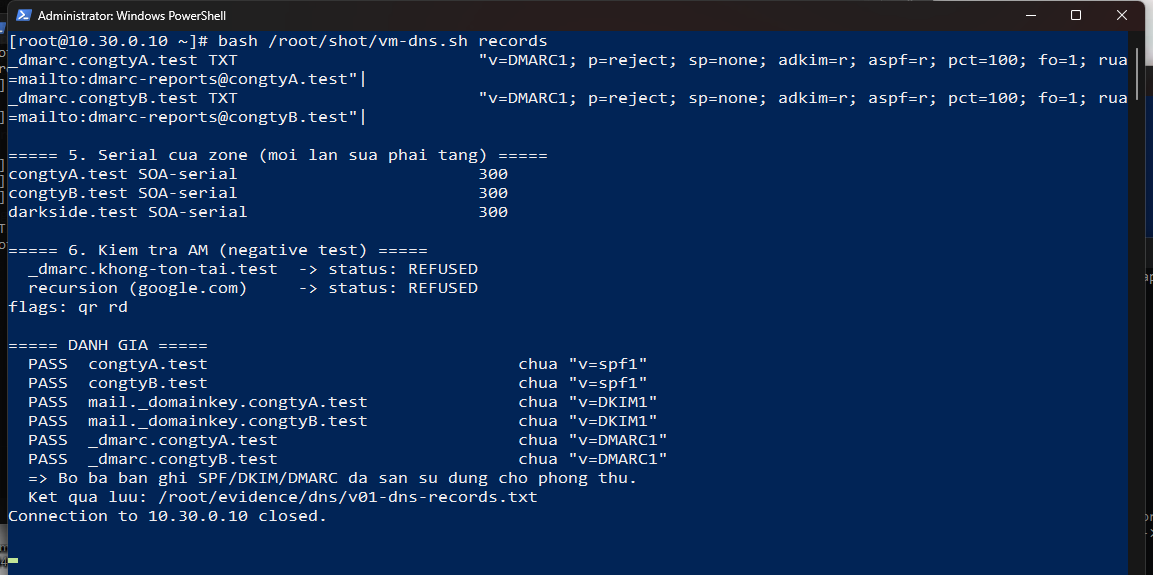 Administrator: Windows PowerShell
[root@10.30.0.10 ~]# bash /root/shot/vm-dns.sh records
_dmarc.congtyA.test TXT "v=DMARC1; p=reject; sp=none; adkim=r; aspf=r; pct=100; fo=1; rua
=mailto:dmarc-reports@congtyA.test"|
_dmarc.congtyB.test TXT "v=DMARC1; p=reject; sp=none; adkim=r; aspf=r; pct=100; fo=1; rua
=mailto:dmarc-reports@congtyB.test"|
===== 5. Serial cua zone (moi lan sua phai tang) =====
congtyA.test SOA-serial 300
congtyB.test SOA-serial 300
darkside.test SOA-serial 300
===== 6. Kiem tra AM (negative test) =====
_dmarc.khong-ton-tai.test -> status: REFUSED
recursion (google.com) -> status: REFUSED
flags: qr rd
===== DANH GIA =====
PASS congtyA.test chua "v=spf1"
PASS congtyB.test chua "v=spf1"
PASS mail._domainkey.congtyA.test chua "v=DKIM1"
PASS mail._domainkey.congtyB.test chua "v=DKIM1"
PASS _dmarc.congtyA.test chua "v=DMARC1"
PASS _dmarc.congtyB.test chua "v=DMARC1"
=> Bo ba ban ghi SPF/DKIM/DMARC da san su dung cho phong thu.
Ket qua luu: /root/evidence/dns/v01-dns-records.txt
Connection to 10.30.0.10 closed.